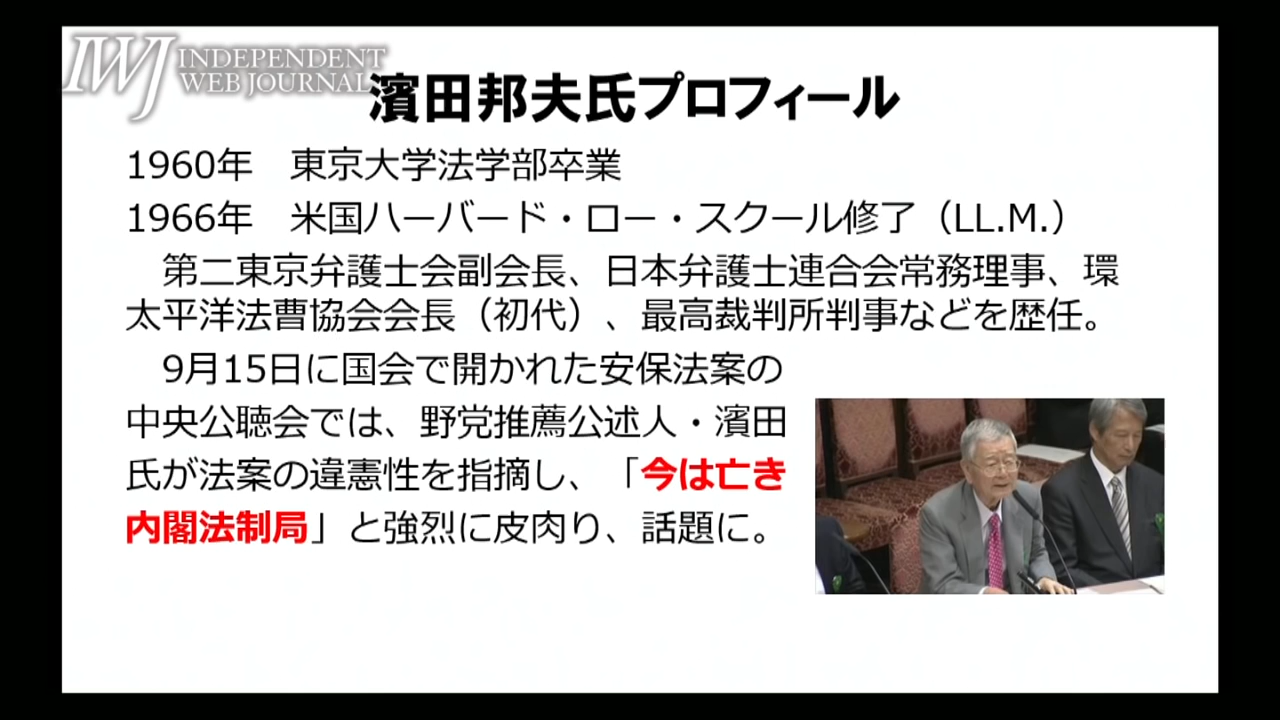 IWJ INDEPENDENT
WEB JOURNAL
濱田邦夫氏プロフィール
1960年　東京大学法学部卒業
1966年　米国ハーバード・ロー・スクール修了（LL.M.）
　第二東京弁護士会副会長、日本弁護士連合会常務理事、環
太平洋法曹協会会長（初代）、最高裁判所判事などを歴任。
　9月15日に国会で開かれた安保法案の
中央公聴会では、野党推薦公述人・濱田
氏が法案の違憲性を指摘し、「今は亡き
内閣法制局」と強烈に皮肉り、話題に。